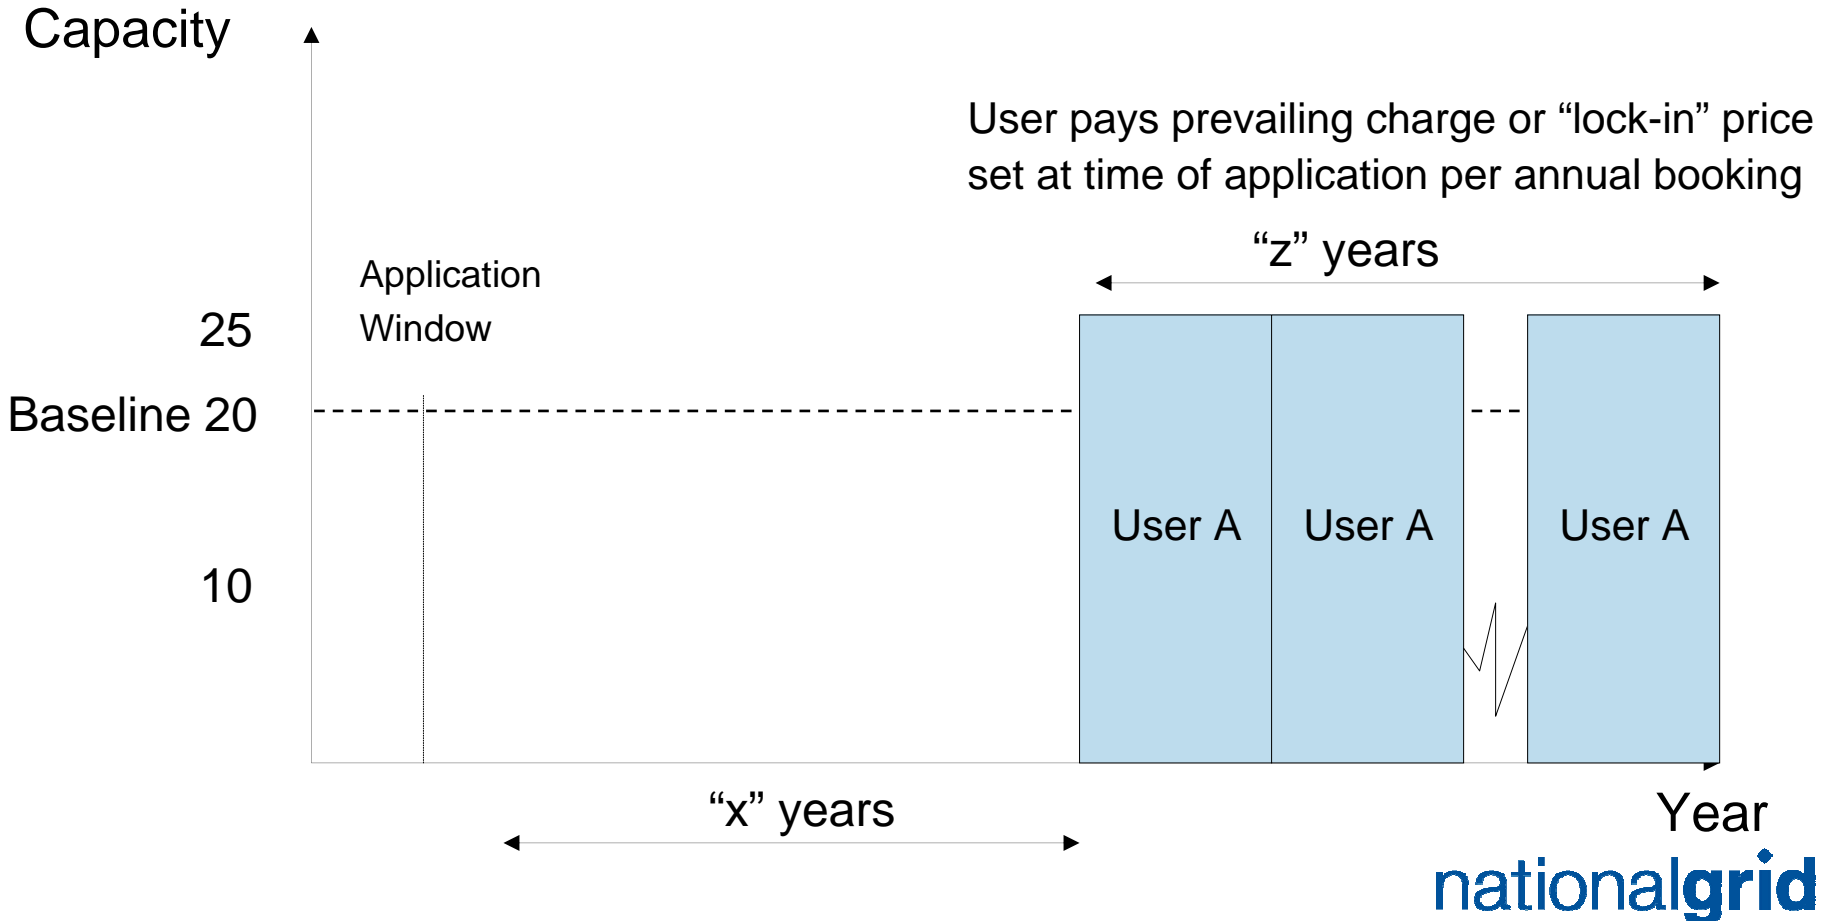 Capacity
User pays prevailing charge or “lock-in” price
set at time of application per annual booking
“z” years
Application
Window
25
Baseline 20
User A
User A
User A
10
“x” years
Year
nationalgrid